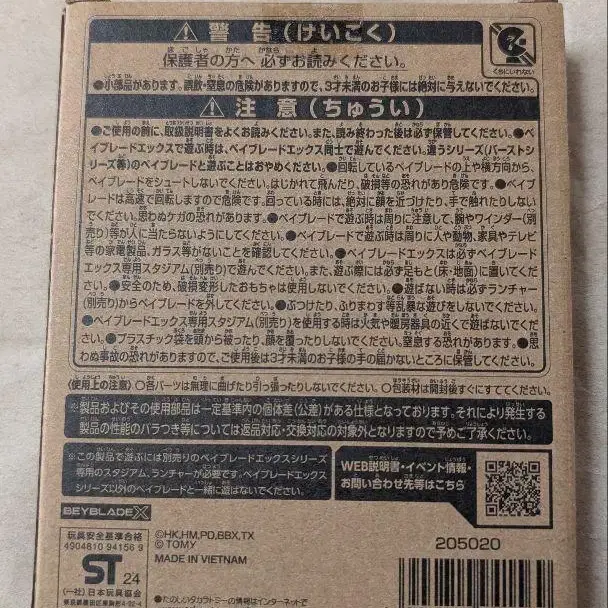 警告(けいごく)
保護者の方へ 必ずお読みください。
くちにいれない
●小部品があります。誤飲・窒息の危険がありますので、3才未満のお子様には絶対に与えないでください。
注意(ちゅうい)
●ご使用の前に、取扱説明書をよくお読みください。また、読み終わった後は必ず保管してください。●ベ
イブレードエックスで遊ぶ時は、ベイブレードエックス同士で遊んでください。違うシリーズ(バーストシ
リーズ等)のベイブレードと遊ぶことはおやめください。●回転しているベイブレードの上や横方向から、
ベイブレードをシュートしないでください。はじかれて飛んだり、破損等の恐れがあり危険です。●ベイブレード
は高速で回転しますので危険です。回っている時には、絶対に顔を近づけたり、手で触れたりしない
でください。思わぬケガの恐れがあります。●ベイブレードで遊ぶ時は周りに注意して、腕やワインダー(別
売り)等が人に当たらないようにしてください。●ベイブレードで遊ぶ時は周りに人や動物、家具やテレビ
等の家電製品、ガラス等がないことを確認してください。●ベイブレードエックスは必ずベイブレード
エックス専用スタジアム(別売り)で遊んでください。また、遊ぶ際には必ず足もと(床・地面)に置いてくだ
さい。●安全のため、破損変形したおもちゃは使用しないでください。●遊ばない時は必ずランチャー
(別売り)からベイブレードを外してください。●ぶつけたり、ふりまわす等乱暴な遊びをしないでください。
●ベイブレードエックス専用スタジアム(別売り)を使用する時は火気や暖房器具の近くで遊ばないでくださ
い。●プラスチック袋を頭から被ったり、顔を覆ったりしないでください。窒息する恐れがあります。●思
わぬ事故の恐れがありますので、ご使用後は3才未満のお子様の手の届かないところに保管してください。
〈使用上の注意〉○各パーツは無理に曲げたり引っ張ったりしないでください。○包装材は開封後すぐにすててください。
※製品およびその使用部品は一定基準内の個体差(公差)がある仕様となっております。それにより発生する
製品の性能のバラつき等については返品対応・交換対応の対象外となりますので予めご了承ください。
※この製品で遊ぶには別売りのベイブレードエックスシリーズ
専用のスタジアム、ランチャーが必要です。ベイブレードエックス
シリーズ以外のベイブレードと一緒に遊ばないでください。
WEB説明書・イベント情報・
お問い合わせ先等はこちら
BEYBLADE X
玩具安全基準合格
4904810 94156 9
ST 24
(一社)日本玩具協会
東京都墨田区東駒形4-22-4
©HK,HM,PD,BBX,TX
© TOMY
MADE IN VIETNAM
205020
●たのしいタカラトミーの情報はインターネットで